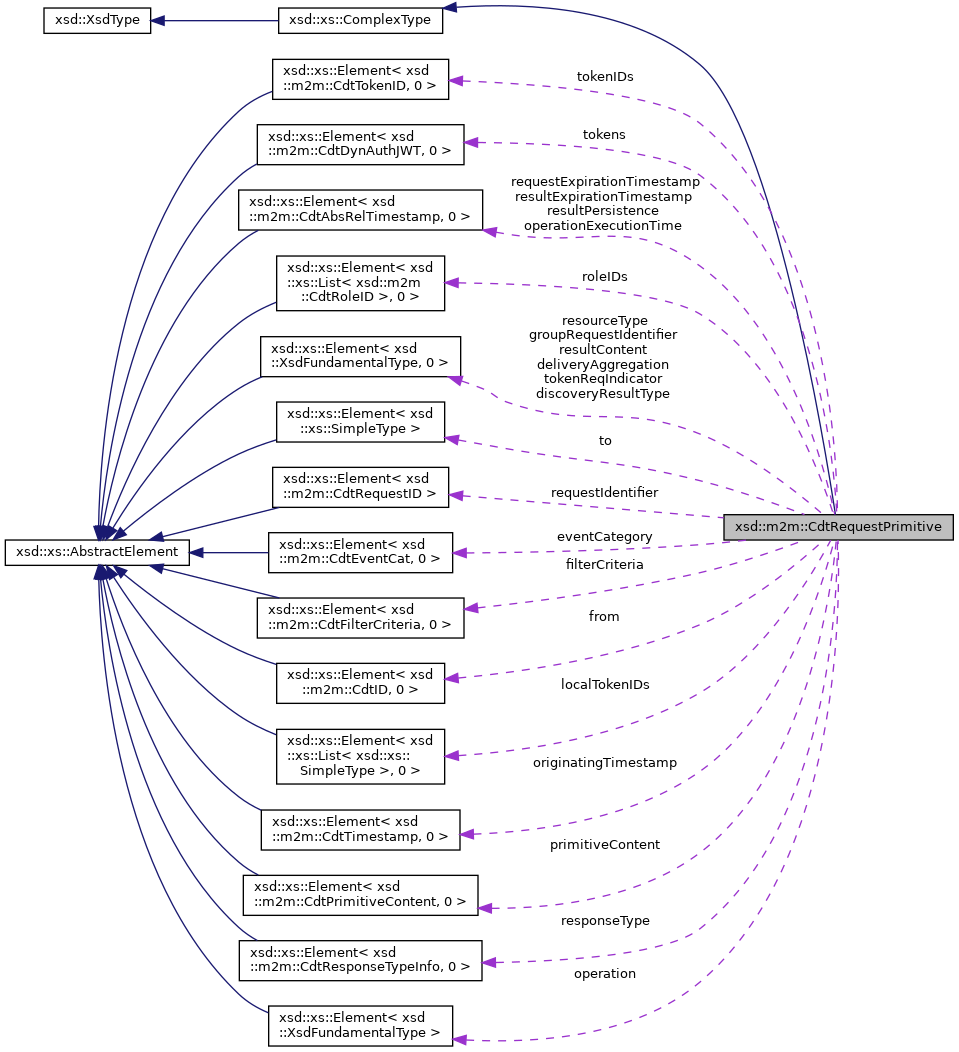 xsd::XsdType
xsd::xs::ComplexType
xsd::xs::Element< xsd
::m2m::CdtTokenID, 0 >
tokenIDs
xsd::xs::Element< xsd
::m2m::CdtDynAuthJWT, 0 >
tokens
xsd::xs::Element< xsd
::m2m::CdtAbsRelTimestamp, 0 >
requestExpirationTimestamp
resultExpirationTimestamp
resultPersistence
operationExecutionTime
xsd::xs::Element< xsd
::xs::List< xsd::m2m
::CdtRoleID >, 0 >
roleIDs
xsd::xs::Element< xsd
::XsdFundamentalType, 0 >
resourceType
groupRequestIdentifier
resultContent
deliveryAggregation
tokenReqIndicator
discoveryResultType
xsd::xs::Element< xsd
::xs::SimpleType >
to
xsd::xs::Element< xsd
::m2m::CdtRequestID >
requestIdentifier
xsd:m2m::CdtRequestPrimitive
xsd::xs::AbstractElement
xsd::xs::Element< xsd
::m2m::CdtEventCat, 0 >
eventCategory
xsd::xs::Element< xsd
::m2m::CdtFilterCriteria, 0 >
filterCriteria
xsd::xs::Element< xsd
::m2m::CdtID, 0 >
from
xsd::xs::Element< xsd
::xs::List< xsd::xs::
SimpleType >, 0 >
localTokenIDs
xsd::xs::Element< xsd
::m2m::CdtTimestamp, 0 >
originatingTimestamp
xsd::xs::Element< xsd
::m2m::CdtPrimitiveContent, 0 >
primitiveContent
xsd::xs::Element< xsd
::m2m::CdtResponseTypeInfo, 0 >
responseType
xsd::xs::Element< xsd
::XsdFundamentalType >
operation